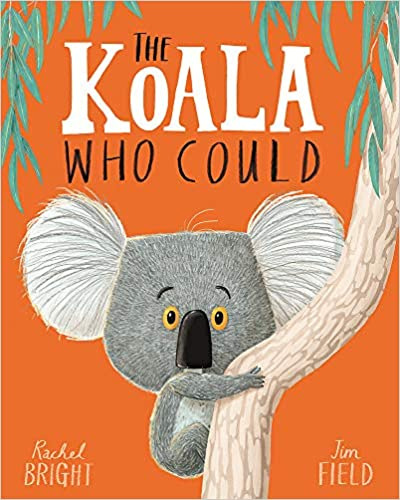 THE
KoALA
WHO COULD
Rachel
BRIGHT
Jim
FIELD